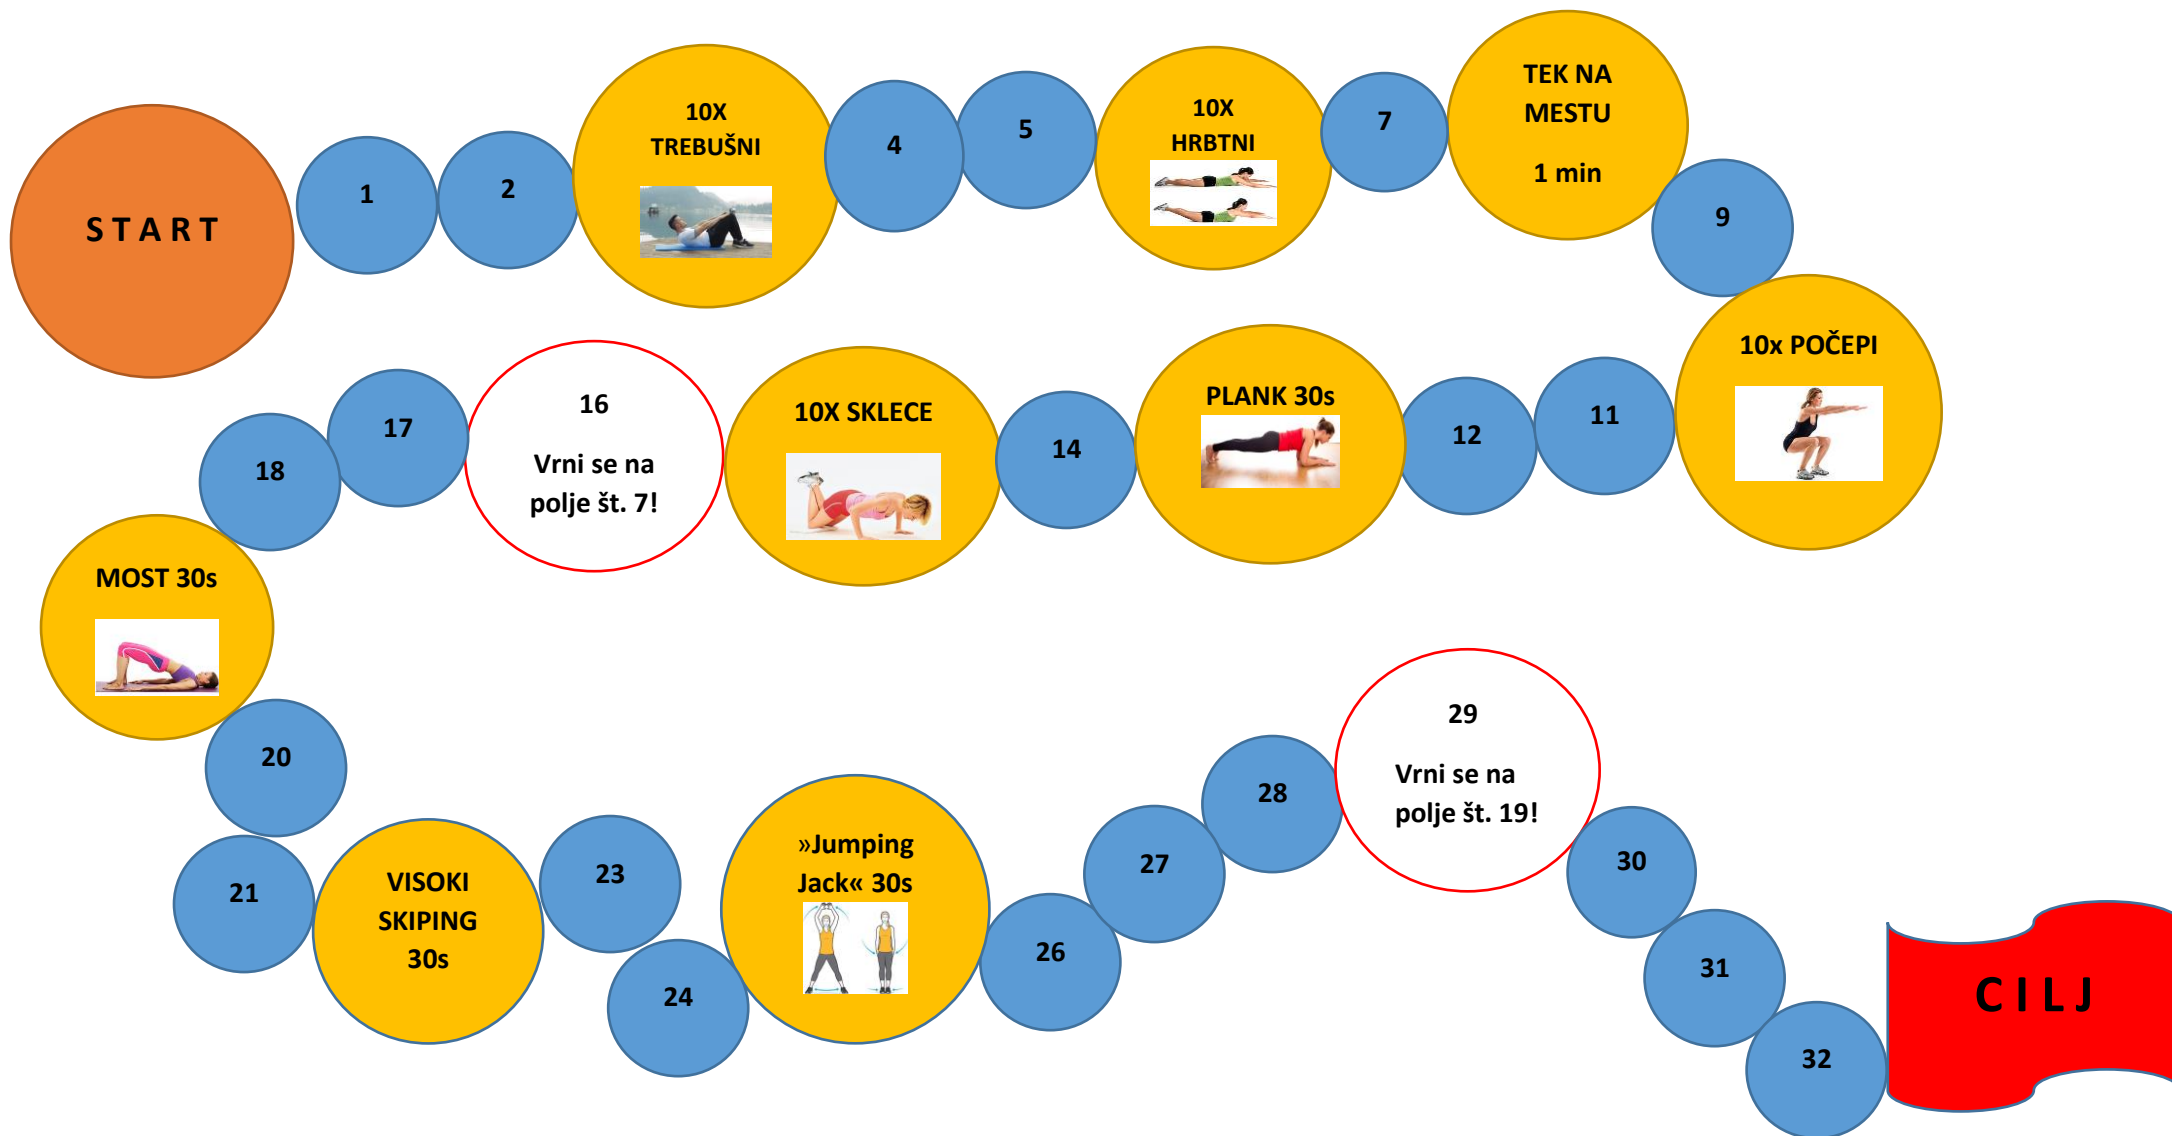 S T A R T
1
2
10X
TREBUŠNI
4
5
10X
HRBTNI
7
TEK NA
MESTU
1 min
9
10x POČEPI
11
12
PLANK 30s
14
10X SKLECE
16
Vrni se na
polje št. 7!
17
18
MOST 30s
20
21
VISOKI
SKIPING
30s
23
24
»Jumping
Jack« 30s
26
27
28
29
Vrni se na
polje št. 19!
30
31
32
C I L J